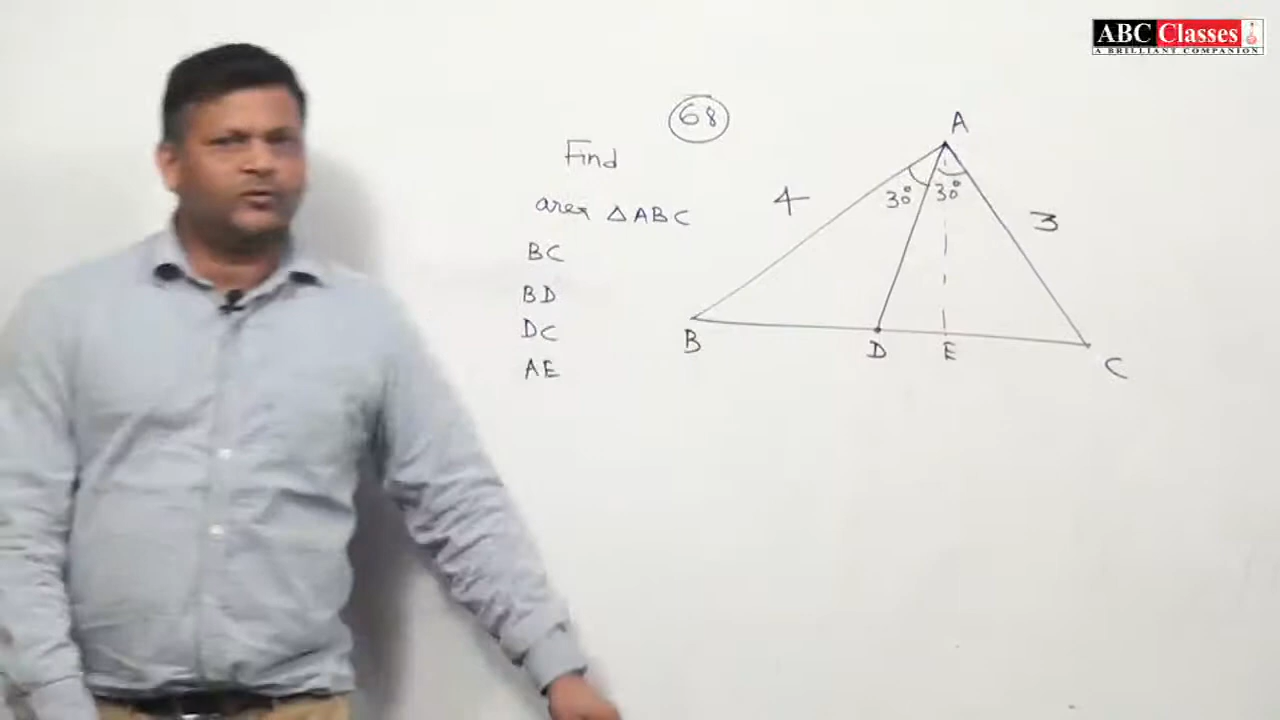 ABC Classes
A BRILLIANT COMPANION
68
Find
area △ABC
BC
BD
DC
AE
A
4
30°
30°
3
B
D
E
C